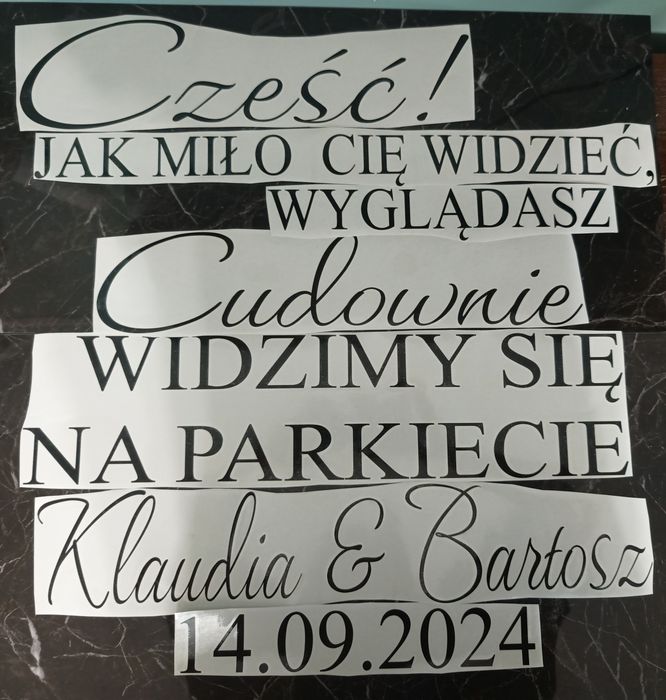 Cześć!
JAK MIŁO CIĘ WIDZIEĆ,
WYGLĄDASZ
Cudownie
WIDZIMY SIĘ
NA PARKIECIE
Klaudia & Bartosz
14.09.2024